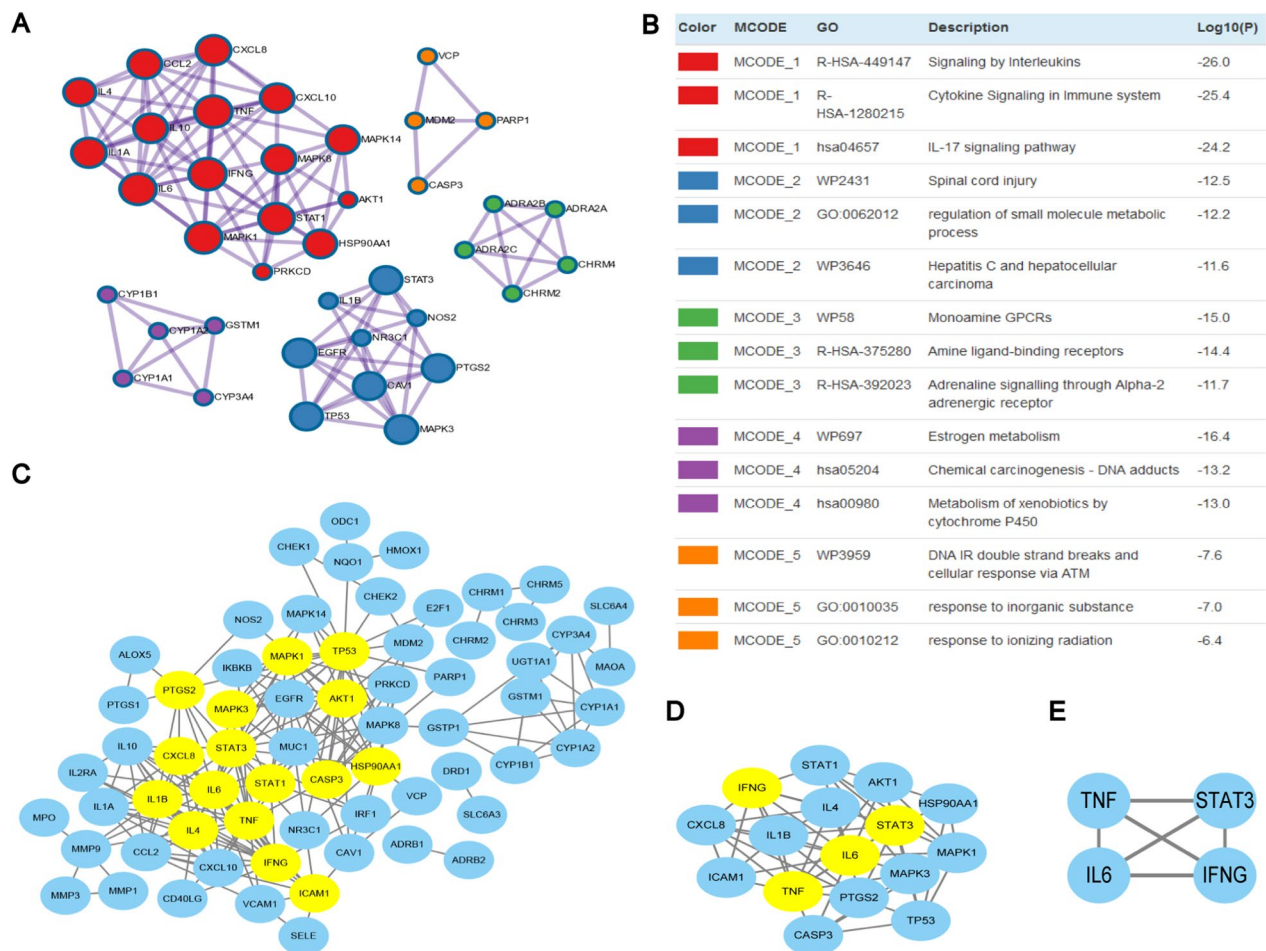 A
CXCL8
CCL2
IL4
TNF
CXCL10
IL10
MAPK14
IL1A
MAPK8
IFNG
IL6
AKT1
STAT1
MAPK1
HSP90AA1
PRKCD
VCP
MDM2
PARP1
CASP3
ADRA2B
ADRA2A
ADRA2C
CHRM4
CHRM2
CYP1B1
CYP1A2
GSTM1
CYP1A1
CYP3A4
STAT3
IL1B
NOS2
NR3C1
EGFR
PTGS2
CAV1
TP53
MAPK3
B
Color MCODE GO Description Log10(P)
MCODE_1 R-HSA-449147 Signaling by Interleukins -26.0
MCODE_1 R- Cytokine Signaling in Immune system -25.4
HSA-1280215
MCODE_1 hsa04657 IL-17 signaling pathway -24.2
MCODE_2 WP2431 Spinal cord injury -12.5
MCODE_2 GO:0062012 regulation of small molecule metabolic -12.2
process
MCODE_2 WP3646 Hepatitis C and hepatocellular -11.6
carcinoma
MCODE_3 WP58 Monoamine GPCRs -15.0
MCODE_3 R-HSA-375280 Amine ligand-binding receptors -14.4
MCODE_3 R-HSA-392023 Adrenaline signalling through Alpha-2 -11.7
adrenergic receptor
MCODE_4 WP697 Estrogen metabolism -16.4
MCODE_4 hsa05204 Chemical carcinogenesis - DNA adducts -13.2
MCODE_4 hsa00980 Metabolism of xenobiotics by -13.0
cytochrome P450
MCODE_5 WP3959 DNA IR double strand breaks and -7.6
cellular response via ATM
MCODE_5 GO:0010035 response to inorganic substance -7.0
MCODE_5 GO:0010212 response to ionizing radiation -6.4
C
ODC1
CHEK1
NQO1
HMOX1
CHEK2
NOS2
MAPK14
E2F1
CHRM1
CHRM5
SLC6A4
CHRM2
CHRM3
MDM2
MAPK1
TP53
CYP3A4
ALOX5
IKBKB
UGT1A1
MAOA
PTGS2
PRKCD
PARP1
EGFR
AKT1
GSTM1
PTGS1
MAPK3
CYP1A1
MAPK8
GSTP1
IL10
STAT3
MUC1
CYP1A2
CXCL8
HSP90AA1
CYP1B1
IL2RA
DRD1
STAT1
CASP3
IL6
IL1B
IL1A
VCP
MPO
TNF
IRF1
SLC6A3
IL4
NR3C1
MMP9
CCL2
CAV1
ADRB1
CXCL10
IFNG
ADRB2
MMP3
MMP1
CD40LG
VCAM1
ICAM1
SELE
D
STAT1
IFNG
AKT1
HSP90AA1
IL4
CXCL8
IL1B
STAT3
IL6
MAPK1
ICAM1
MAPK3
TNF
PTGS2
TP53
CASP3
E
TNF
STAT3
IL6
IFNG